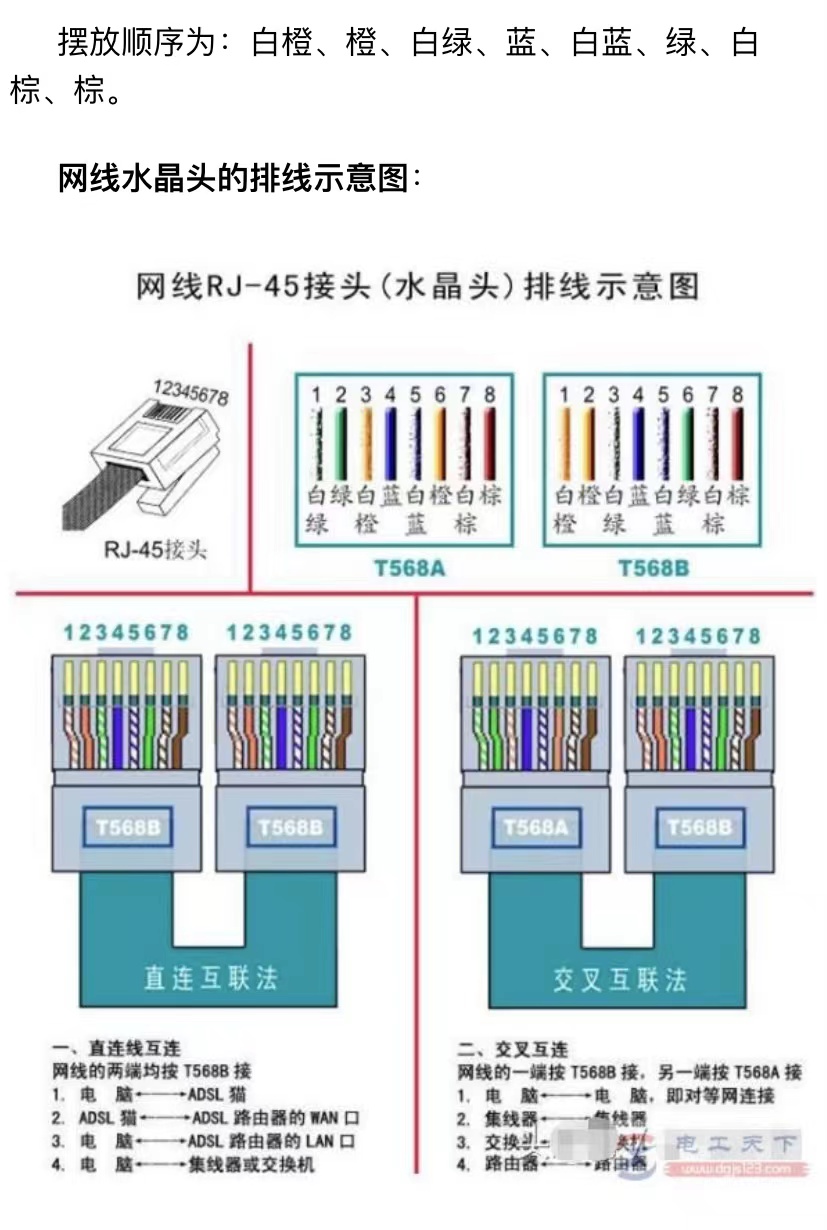 摆放顺序为：白橙、橙、白绿、蓝、白蓝、绿、白
棕、棕。
网线水晶头的排线示意图：
网线RJ-45接头(水晶头)排线示意图
12345678
RJ-45接头
1 2 3 4 5 6 7 8
白 绿 白 蓝 白 橙 白 棕
绿 橙 蓝 棕
T568A
1 2 3 4 5 6 7 8
白 橙 白 蓝 白 绿 白 棕
橙 绿 蓝 棕
T568B
12345678
12345678
T568B
T568B
直连互联法
12345678
12345678
T568A
T568B
交叉互联法
一、直连线互连
网线的两端均按 T568B 接
1. 电 脑←→ADSL 猫
2. ADSL 猫←→ADSL 路由器的 WAN 口
3. 电 脑←→ADSL 路由器的 LAN 口
4. 电 脑←→集线器或交换机
二、交叉互连
网线的一端按 T568B 接，另一端按 T568A 接
1. 电 脑←→电 脑，即对等网连接
2. 集线器←→集线器
3. 交换
4. 路由器←→路由器
电工天下
www.dgjs123.com